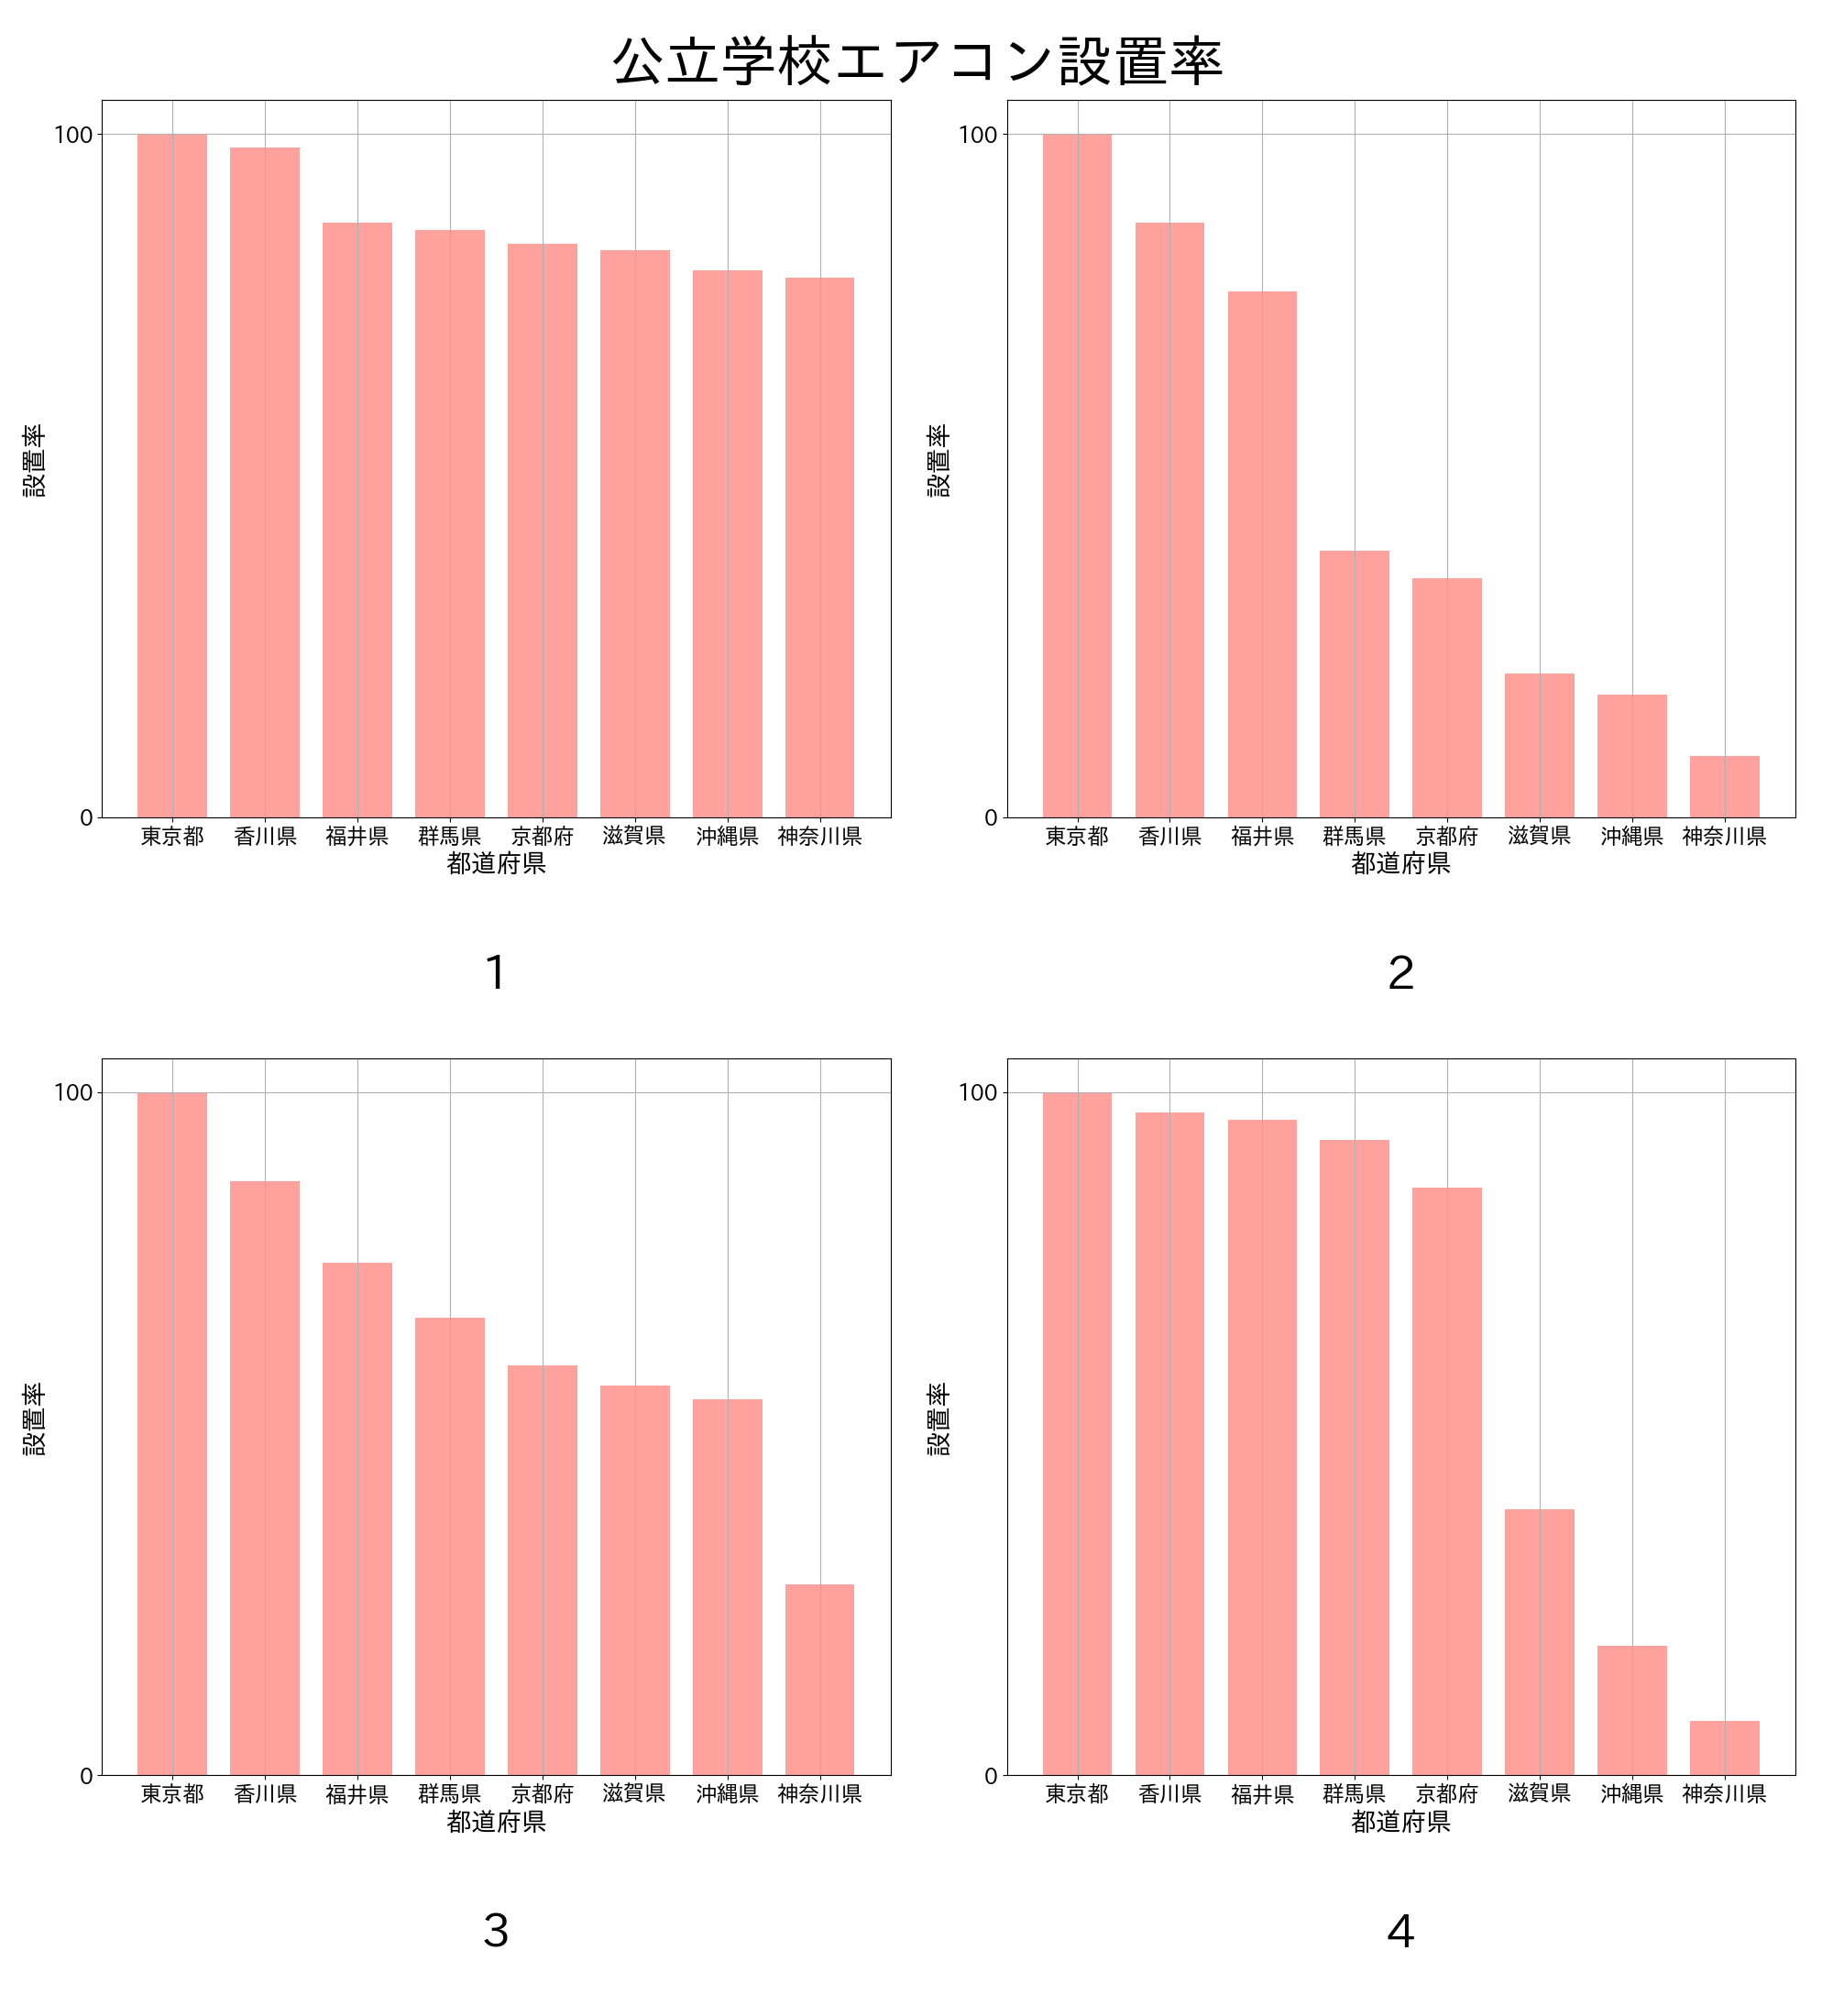 公立学校エアコン設置率
100
0
設置率
東京都 香川県 福井県 群馬県 京都府 滋賀県 沖縄県 神奈川県
都道府県
1
100
0
設置率
東京都 香川県 福井県 群馬県 京都府 滋賀県 沖縄県 神奈川県
都道府県
2
100
0
設置率
東京都 香川県 福井県 群馬県 京都府 滋賀県 沖縄県 神奈川県
都道府県
3
100
0
設置率
東京都 香川県 福井県 群馬県 京都府 滋賀県 沖縄県 神奈川県
都道府県
4